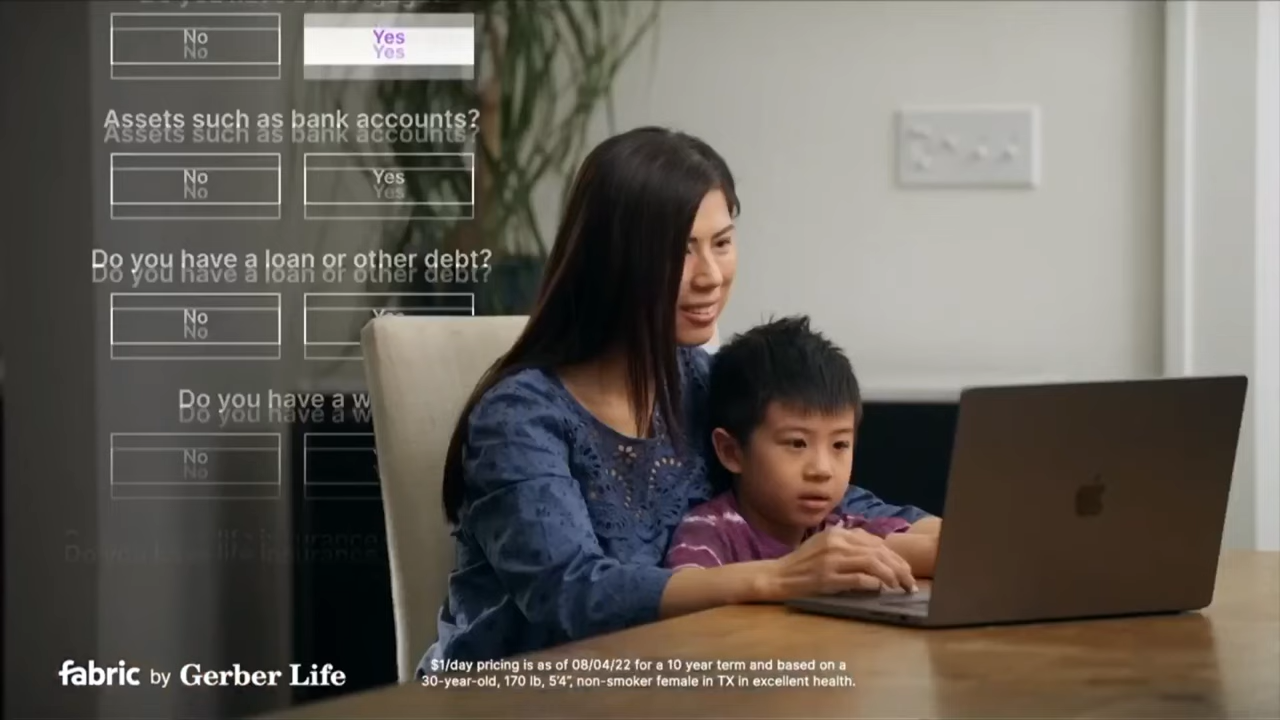 No Yes
Assets such as bank accounts?
No Yes
Do you have a loan or other debt?
No Yes
Do you have a w
No
fabric by Gerber Life
$1/day pricing is as of 08/04/22 for a 10 year term and based on a
30-year-old, 170 lb, 5'4", non-smoker female in TX in excellent health.